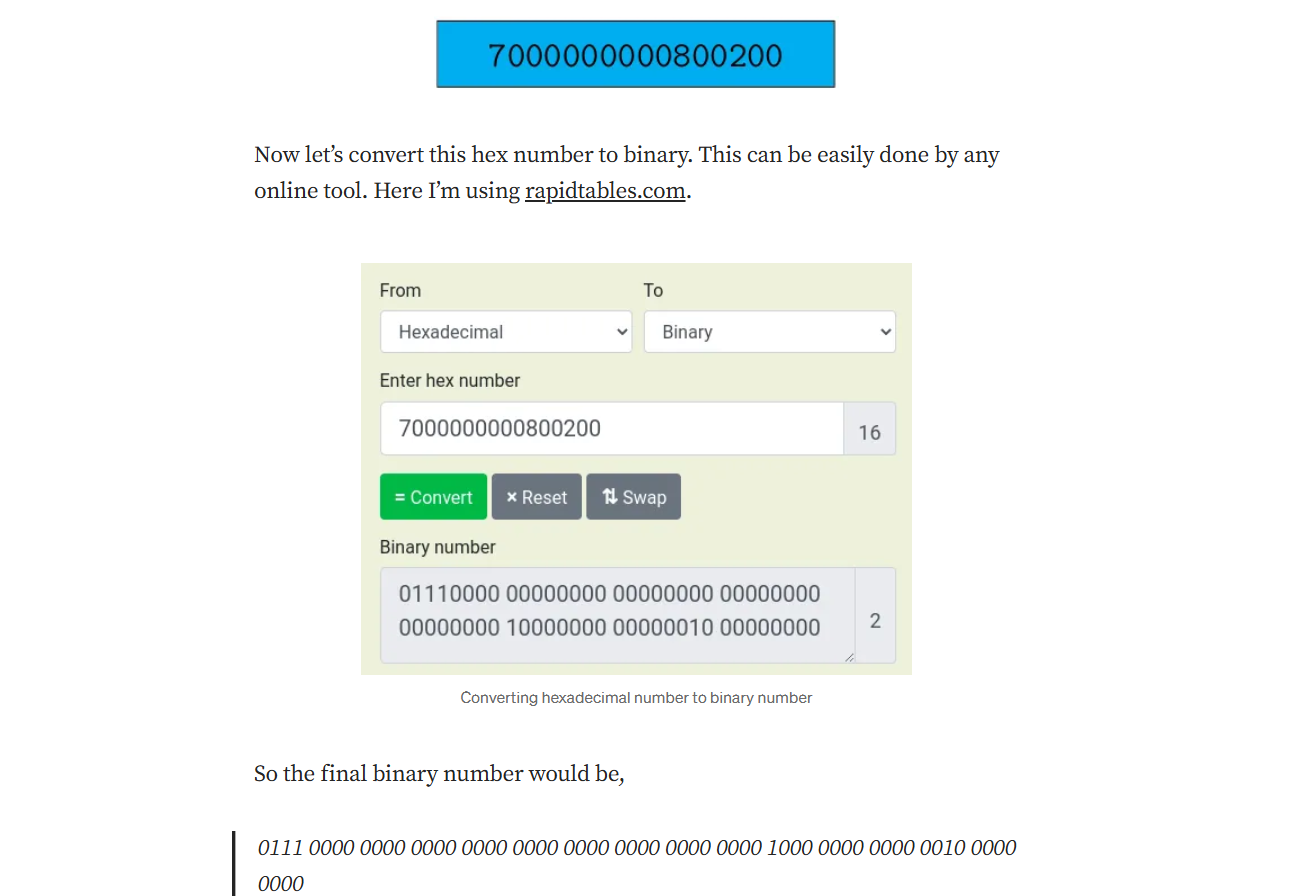 7000000000800200
Now let’s convert this hex number to binary. This can be easily done by any
online tool. Here I’m using rapidtables.com.
From To
Hexadecimal Binary
Enter hex number
7000000000800200 16
= Convert × Reset ⇅ Swap
Binary number
01110000 00000000 00000000 00000000
00000000 10000000 00000010 00000000 2
Converting hexadecimal number to binary number
So the final binary number would be,
0111 0000 0000 0000 0000 0000 0000 0000 0000 0000 1000 0000 0000 0010 0000
0000